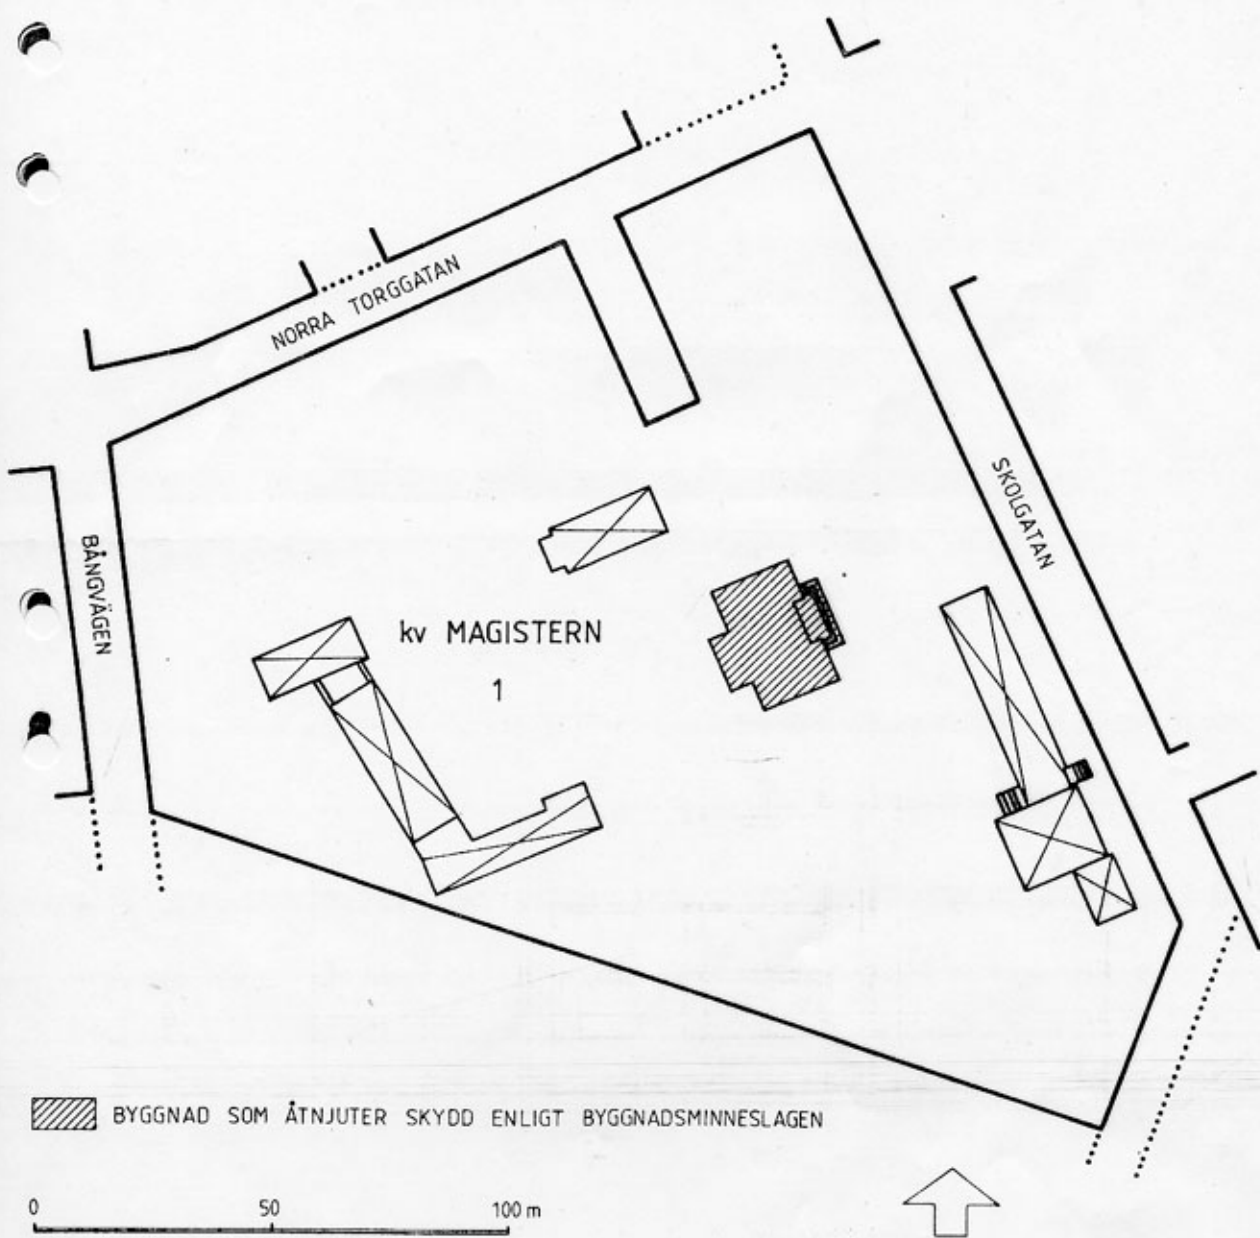 NORRA TORGGATAN
SKOLGATAN
BÅNGVÄGEN
kv MAGISTERN
1
BYGGNAD SOM ÅTNJUTER SKYDD ENLIGT BYGGNADSMINNESLAGEN
0 50 100 m